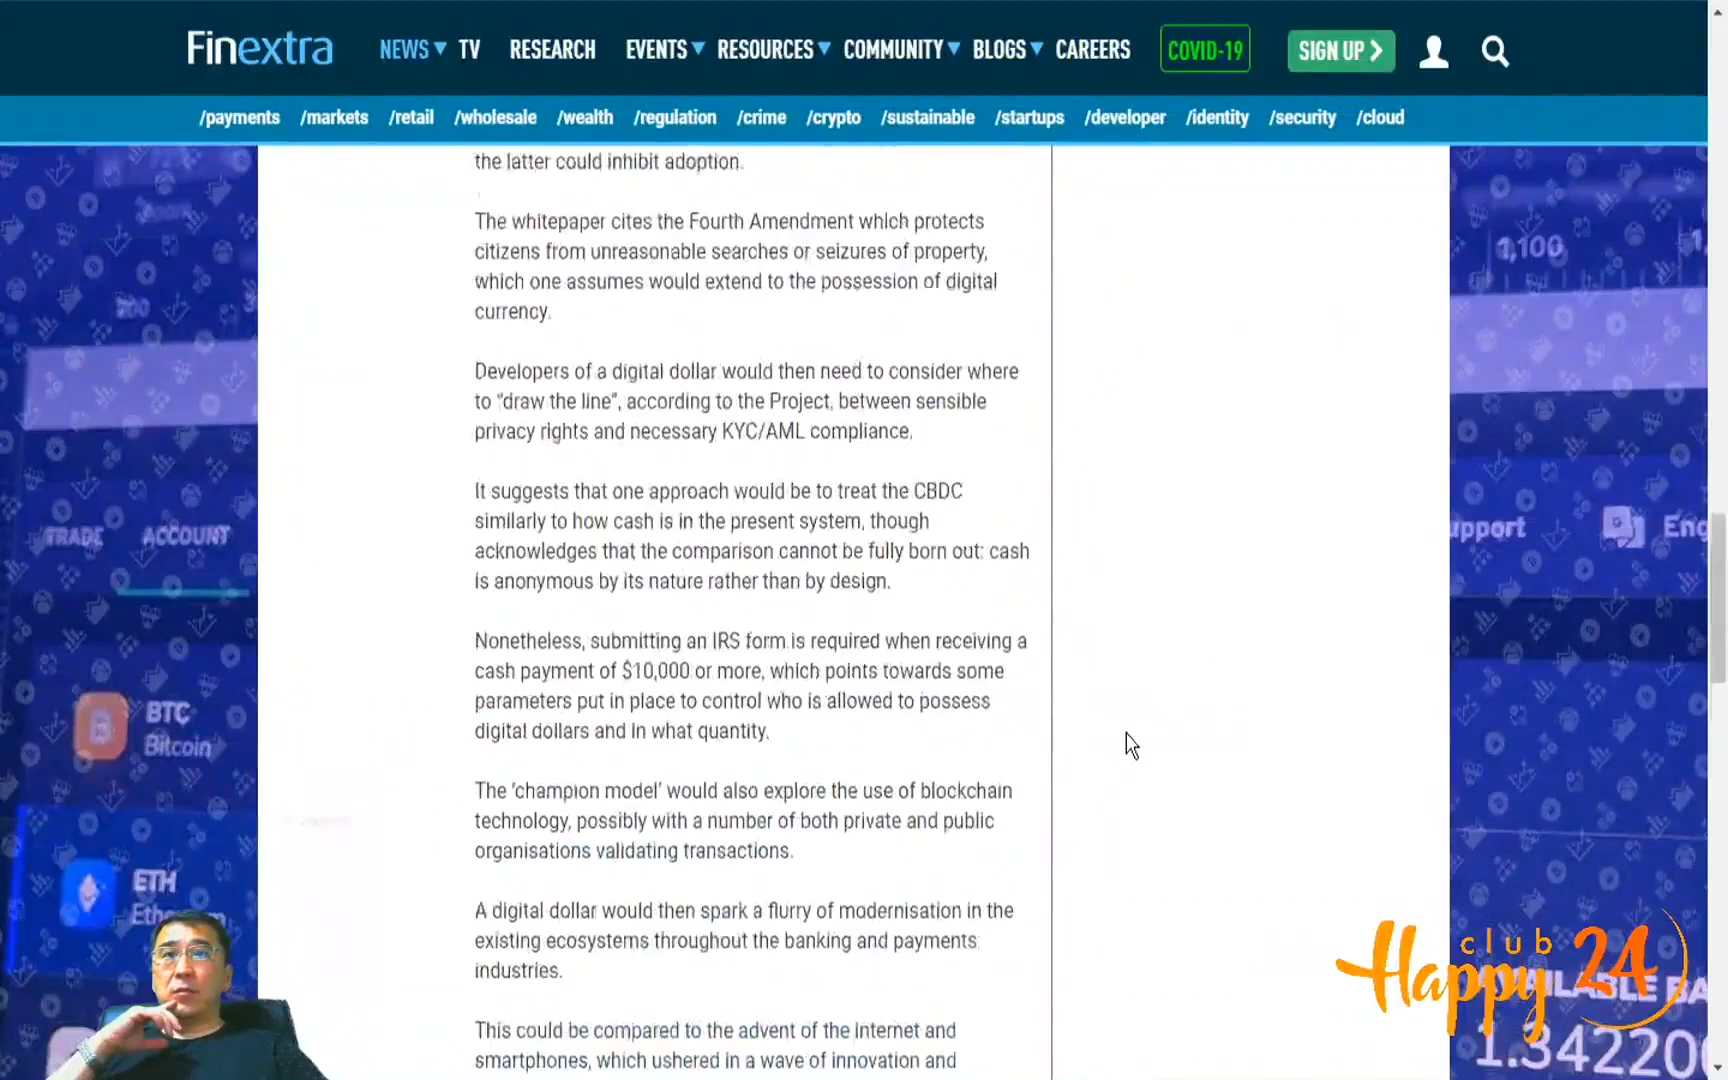 Finextra
NEWS TV RESEARCH EVENTS RESOURCES COMMUNITY BLOGS CAREERS COVID-19 SIGN UP
/payments /markets /retail /wholesale /wealth /regulation /crime /crypto /sustainable /startups /developer /identity /security /cloud
the latter could inhibit adoption.
The whitepaper cites the Fourth Amendment which protects
citizens from unreasonable searches or seizures of property,
which one assumes would extend to the possession of digital
currency.
Developers of a digital dollar would then need to consider where
to “draw the line”, according to the Project, between sensible
privacy rights and necessary KYC/AML compliance.
It suggests that one approach would be to treat the CBDC
similarly to how cash is in the present system, though
acknowledges that the comparison cannot be fully born out: cash
is anonymous by its nature rather than by design.
Nonetheless, submitting an IRS form is required when receiving a
cash payment of $10,000 or more, which points towards some
parameters put in place to control who is allowed to possess
digital dollars and in what quantity.
The ‘champion model’ would also explore the use of blockchain
technology, possibly with a number of both private and public
organisations validating transactions.
A digital dollar would then spark a flurry of modernisation in the
existing ecosystems throughout the banking and payments
industries.
This could be compared to the advent of the internet and
smartphones, which ushered in a wave of innovation and
200
TRADE ACCOUNT
BTC
Bitcoin
ETH
1,100
upport
Eng
club
Happy 24
1.342200